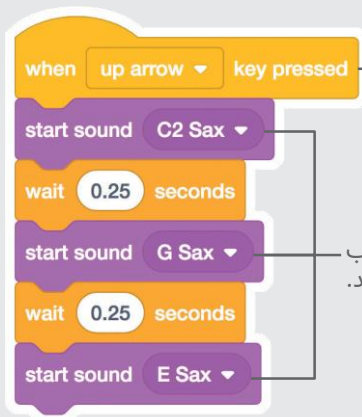 when up arrow key pressed
start sound C2 Sax
wait 0.25 seconds
start sound G Sax
wait 0.25 seconds
start sound E Sax